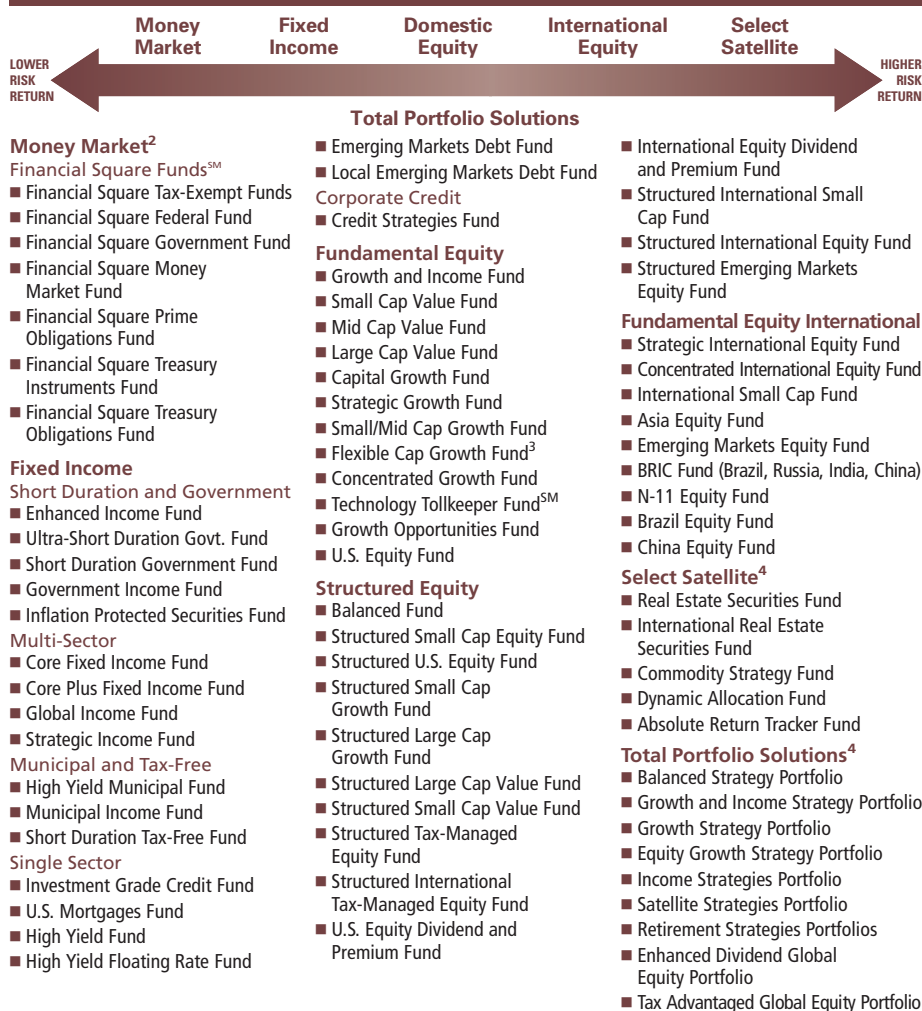 Money Market
Fixed Income
Domestic Equity
International Equity
Select Satellite
LOWER
RISK
RETURN
HIGHER
RISK
RETURN
Total Portfolio Solutions
Money Market2
Financial Square FundsSM
■ Financial Square Tax-Exempt Funds
■ Financial Square Federal Fund
■ Financial Square Government Fund
■ Financial Square Money
Market Fund
■ Financial Square Prime
Obligations Fund
■ Financial Square Treasury
Instruments Fund
■ Financial Square Treasury
Obligations Fund
Fixed Income
Short Duration and Government
■ Enhanced Income Fund
■ Ultra-Short Duration Govt. Fund
■ Short Duration Government Fund
■ Government Income Fund
■ Inflation Protected Securities Fund
Multi-Sector
■ Core Fixed Income Fund
■ Core Plus Fixed Income Fund
■ Global Income Fund
■ Strategic Income Fund
Municipal and Tax-Free
■ High Yield Municipal Fund
■ Municipal Income Fund
■ Short Duration Tax-Free Fund
Single Sector
■ Investment Grade Credit Fund
■ U.S. Mortgages Fund
■ High Yield Fund
■ High Yield Floating Rate Fund
■ Emerging Markets Debt Fund
■ Local Emerging Markets Debt Fund
Corporate Credit
■ Credit Strategies Fund
Fundamental Equity
■ Growth and Income Fund
■ Small Cap Value Fund
■ Mid Cap Value Fund
■ Large Cap Value Fund
■ Capital Growth Fund
■ Strategic Growth Fund
■ Small/Mid Cap Growth Fund
■ Flexible Cap Growth Fund3
■ Concentrated Growth Fund
■ Technology Tollkeeper FundSM
■ Growth Opportunities Fund
■ U.S. Equity Fund
Structured Equity
■ Balanced Fund
■ Structured Small Cap Equity Fund
■ Structured U.S. Equity Fund
■ Structured Small Cap
Growth Fund
■ Structured Large Cap
Growth Fund
■ Structured Large Cap Value Fund
■ Structured Small Cap Value Fund
■ Structured Tax-Managed
Equity Fund
■ Structured International
Tax-Managed Equity Fund
■ U.S. Equity Dividend and
Premium Fund
■ International Equity Dividend
and Premium Fund
■ Structured International Small
Cap Fund
■ Structured International Equity Fund
■ Structured Emerging Markets
Equity Fund
Fundamental Equity International
■ Strategic International Equity Fund
■ Concentrated International Equity Fund
■ International Small Cap Fund
■ Asia Equity Fund
■ Emerging Markets Equity Fund
■ BRIC Fund (Brazil, Russia, India, China)
■ N-11 Equity Fund
■ Brazil Equity Fund
■ China Equity Fund
Select Satellite4
■ Real Estate Securities Fund
■ International Real Estate
Securities Fund
■ Commodity Strategy Fund
■ Dynamic Allocation Fund
■ Absolute Return Tracker Fund
Total Portfolio Solutions4
■ Balanced Strategy Portfolio
■ Growth and Income Strategy Portfolio
■ Growth Strategy Portfolio
■ Equity Growth Strategy Portfolio
■ Income Strategies Portfolio
■ Satellite Strategies Portfolio
■ Retirement Strategies Portfolios
■ Enhanced Dividend Global
Equity Portfolio
■ Tax Advantaged Global Equity Portfolio